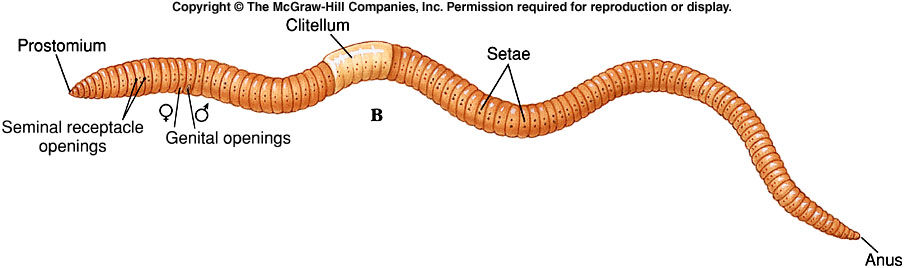 Copyright © The McGraw-Hill Companies, Inc. Permission required for reproduction or display.
Clitellum
Prostomium
Setae
♀ ♂
Seminal receptacle
openings
Genital openings
B
Anus